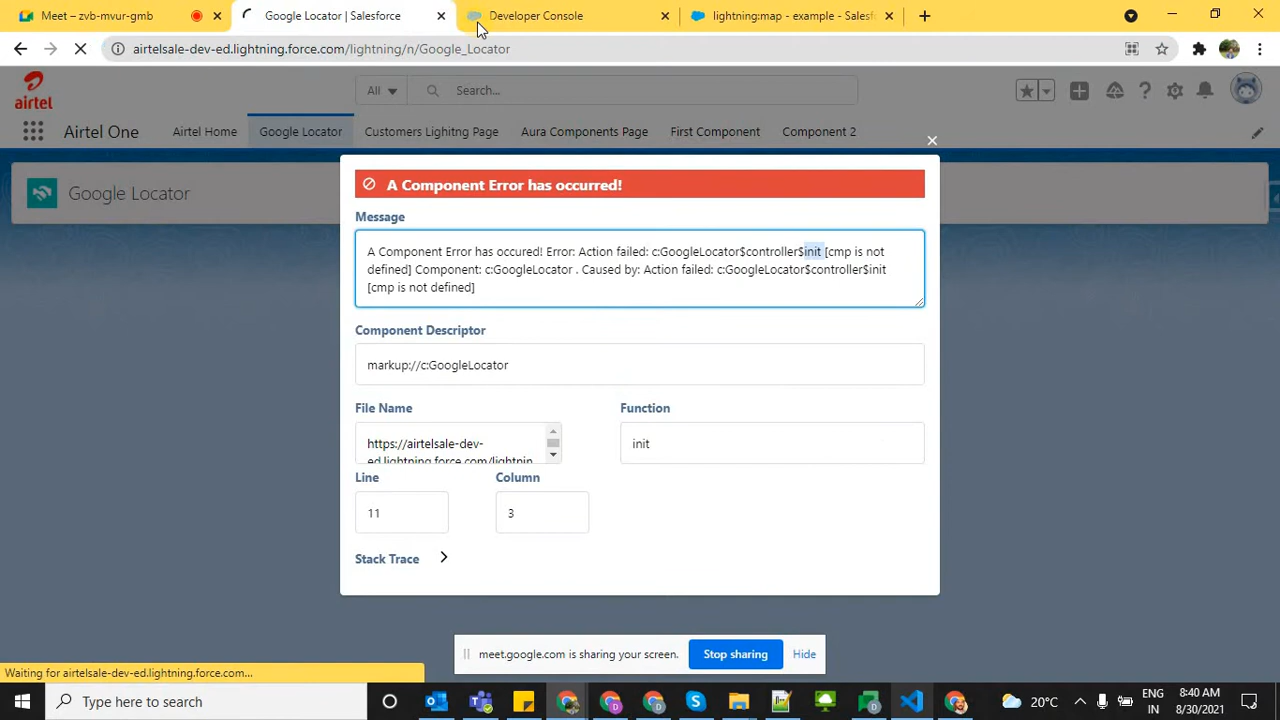 Meet – zvb-mvur-gmb
Google Locator | Salesforce
Developer Console
lightning:map - example - Salesf
airtelsale-dev-ed.lightning.force.com/lightning/n/Google_Locator
airtel
All
Search...
Airtel One
Airtel Home
Google Locator
Customers Lighitng Page
Aura Components Page
First Component
Component 2
Google Locator
A Component Error has occurred!
Message
A Component Error has occured! Error: Action failed: c:GoogleLocator$controller$init [cmp is not
defined] Component: c:GoogleLocator . Caused by: Action failed: c:GoogleLocator$controller$init
[cmp is not defined]
Component Descriptor
markup://c:GoogleLocator
File Name
Function
https://airtelsale-dev-
ed.lightning.force.com/lightnin
init
Line
Column
11
3
Stack Trace
meet.google.com is sharing your screen.
Stop sharing
Hide
Waiting for airtelsale-dev-ed.lightning.force.com...
Type here to search
20°C
ENG
IN
8:40 AM
8/30/2021